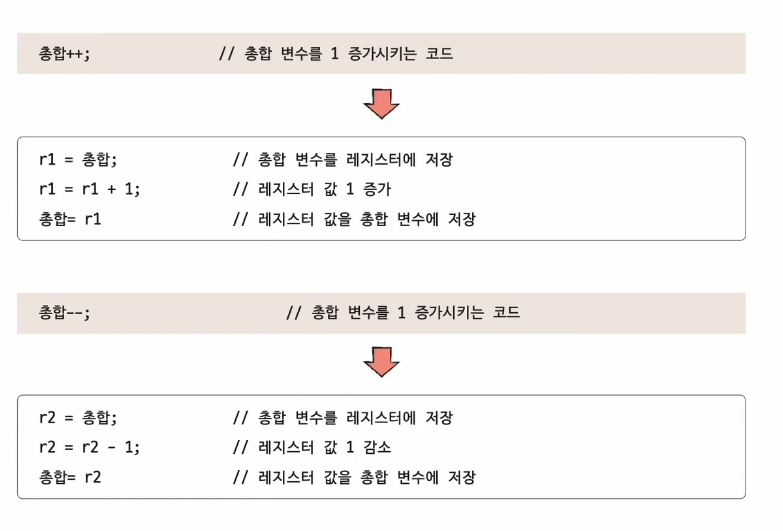 총합++; // 총합 변수를 1 증가시키는 코드
r1 = 총합; // 총합 변수를 레지스터에 저장
r1 = r1 + 1; // 레지스터 값 1 증가
총합= r1 // 레지스터 값을 총합 변수에 저장
총합--; // 총합 변수를 1 증가시키는 코드
r2 = 총합; // 총합 변수를 레지스터에 저장
r2 = r2 - 1; // 레지스터 값 1 감소
총합= r2 // 레지스터 값을 총합 변수에 저장